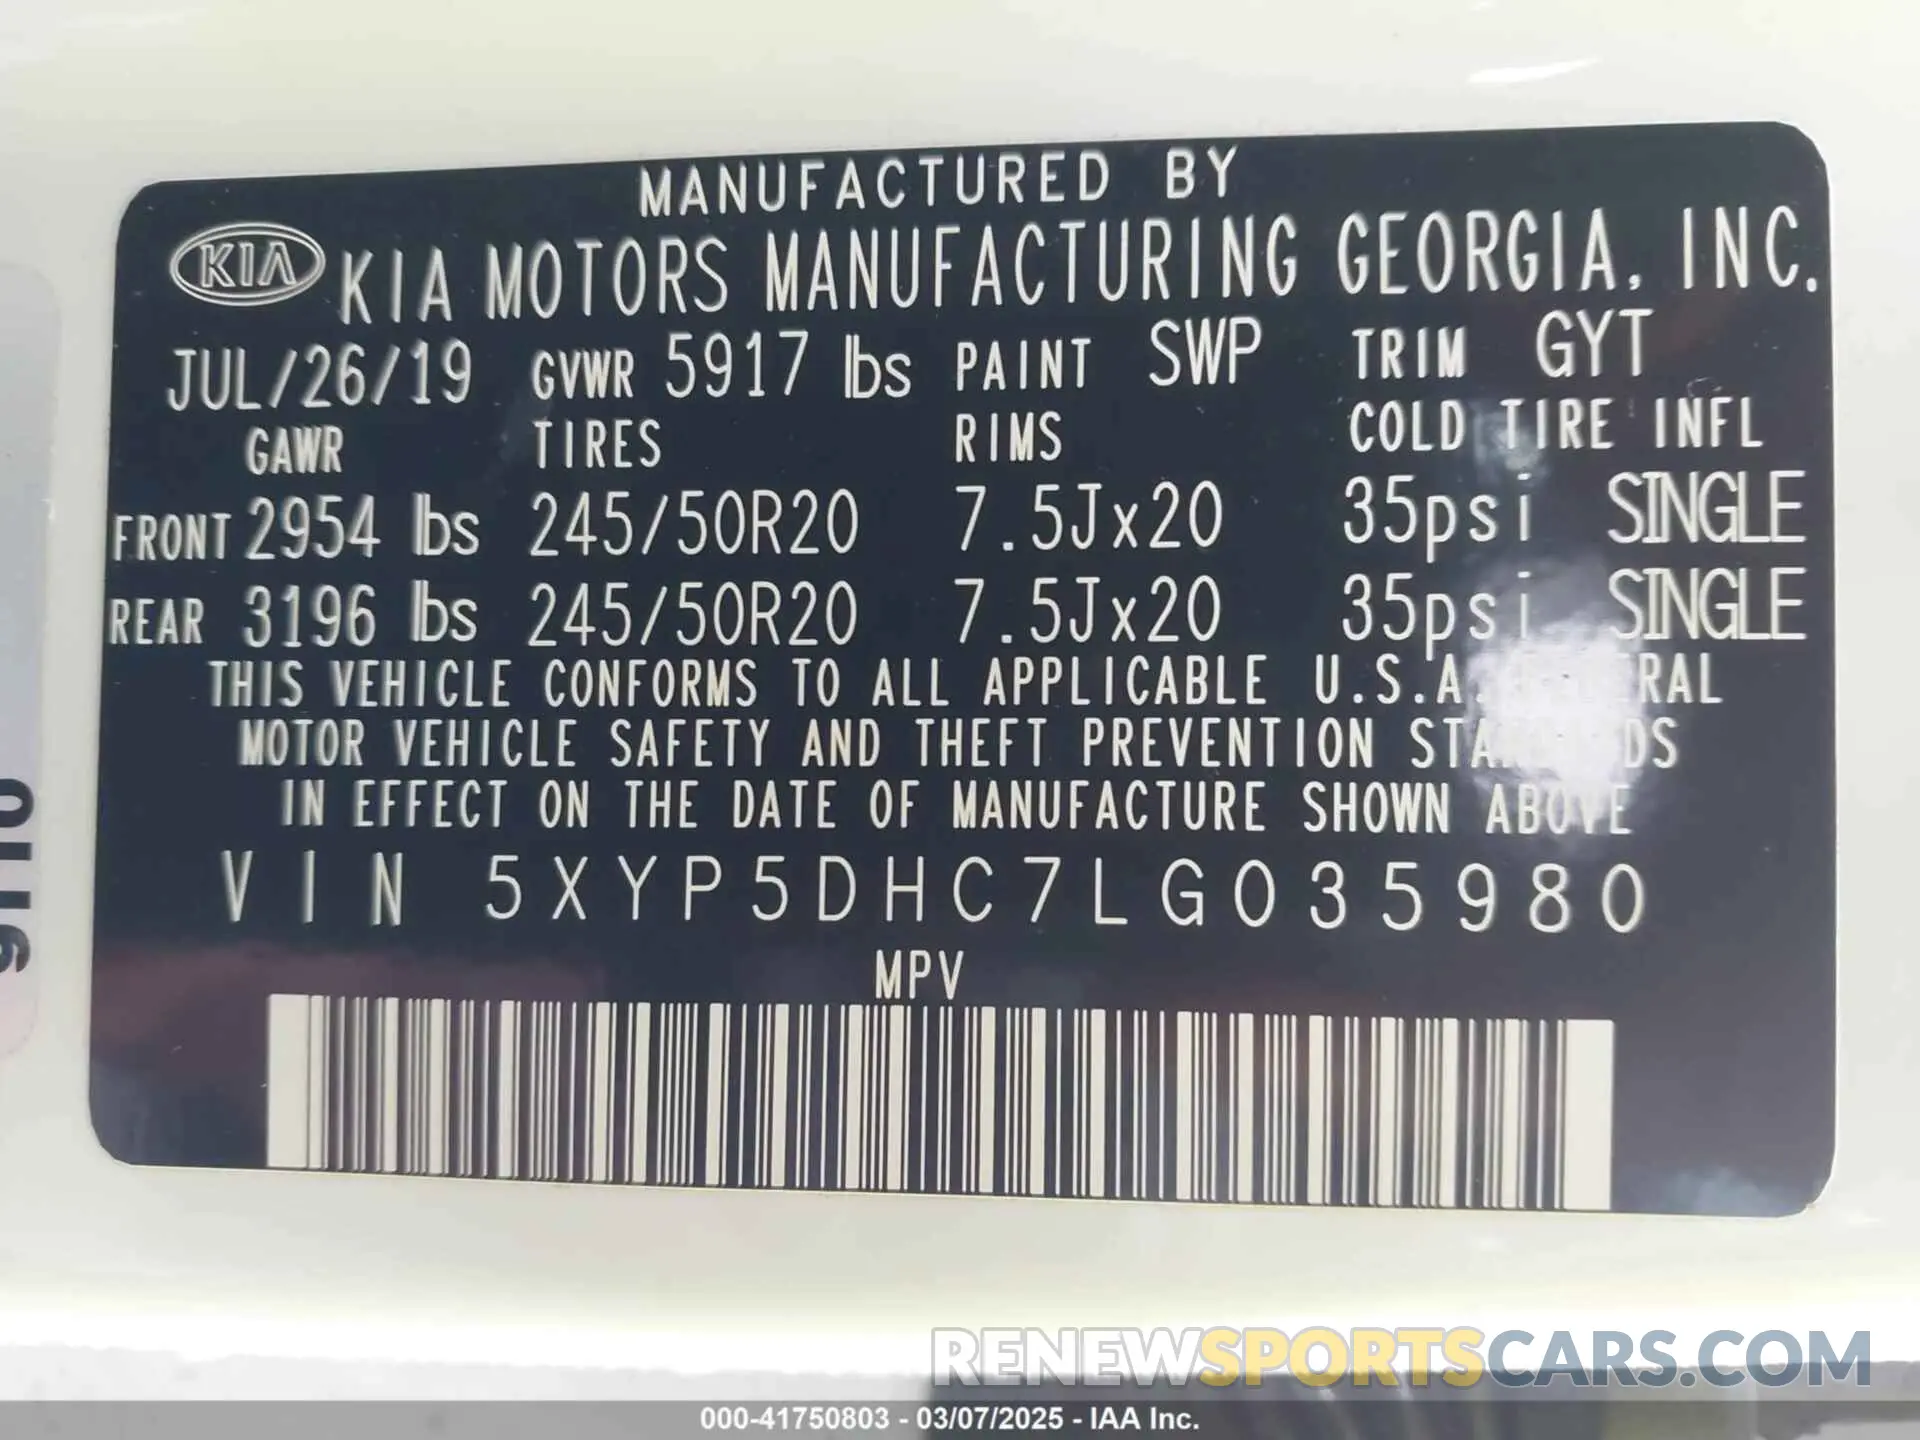 MANUFACTURED BY
KIA KIA MOTORS MANUFACTURING GEORGIA, INC.
JUL/26/19 GVWR 5917 lbs PAINT SWP TRIM GYT
GAWR TIRES RIMS COLD TIRE INFL
FRONT 2954 lbs 245/50R20 7.5Jx20 35psi SINGLE
REAR 3196 lbs 245/50R20 7.5Jx20 35psi SINGLE
THIS VEHICLE CONFORMS TO ALL APPLICABLE U.S.A.
MOTOR VEHICLE SAFETY AND THEFT PREVENTION STANDARDS
IN EFFECT ON THE DATE OF MANUFACTURE SHOWN ABOVE
VIN 5XYP5DHC7LG035980
MPV
RENEWSPORTSCARS.COM
000-41750803 - 03/07/2025 - IAA Inc.